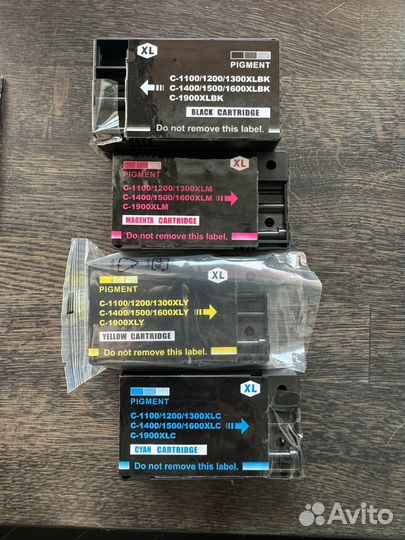 XL
PIGMENT
C-1100/1200/1300XLBK
C-1400/1500/1600XLBK
C-1900XLBK
BLACK CARTRIDGE
Do not remove this label.
XL
PIGMENT
C-1100/1200/1300XLM
C-1400/1500/1600XLM
C-1900XLM
MAGENTA CARTRIDGE
Do not remove this label.
XL
PIGMENT
C-1100/1200/1300XLY
C-1400/1500/1600XLY
C-1900XLY
YELLOW CARTRIDGE
Do not remove this label.
XL
PIGMENT
C-1100/1200/1300XLC
C-1400/1500/1600XLC
C-1900XLC
CYAN CARTRIDGE
Do not remove this label.
Avito